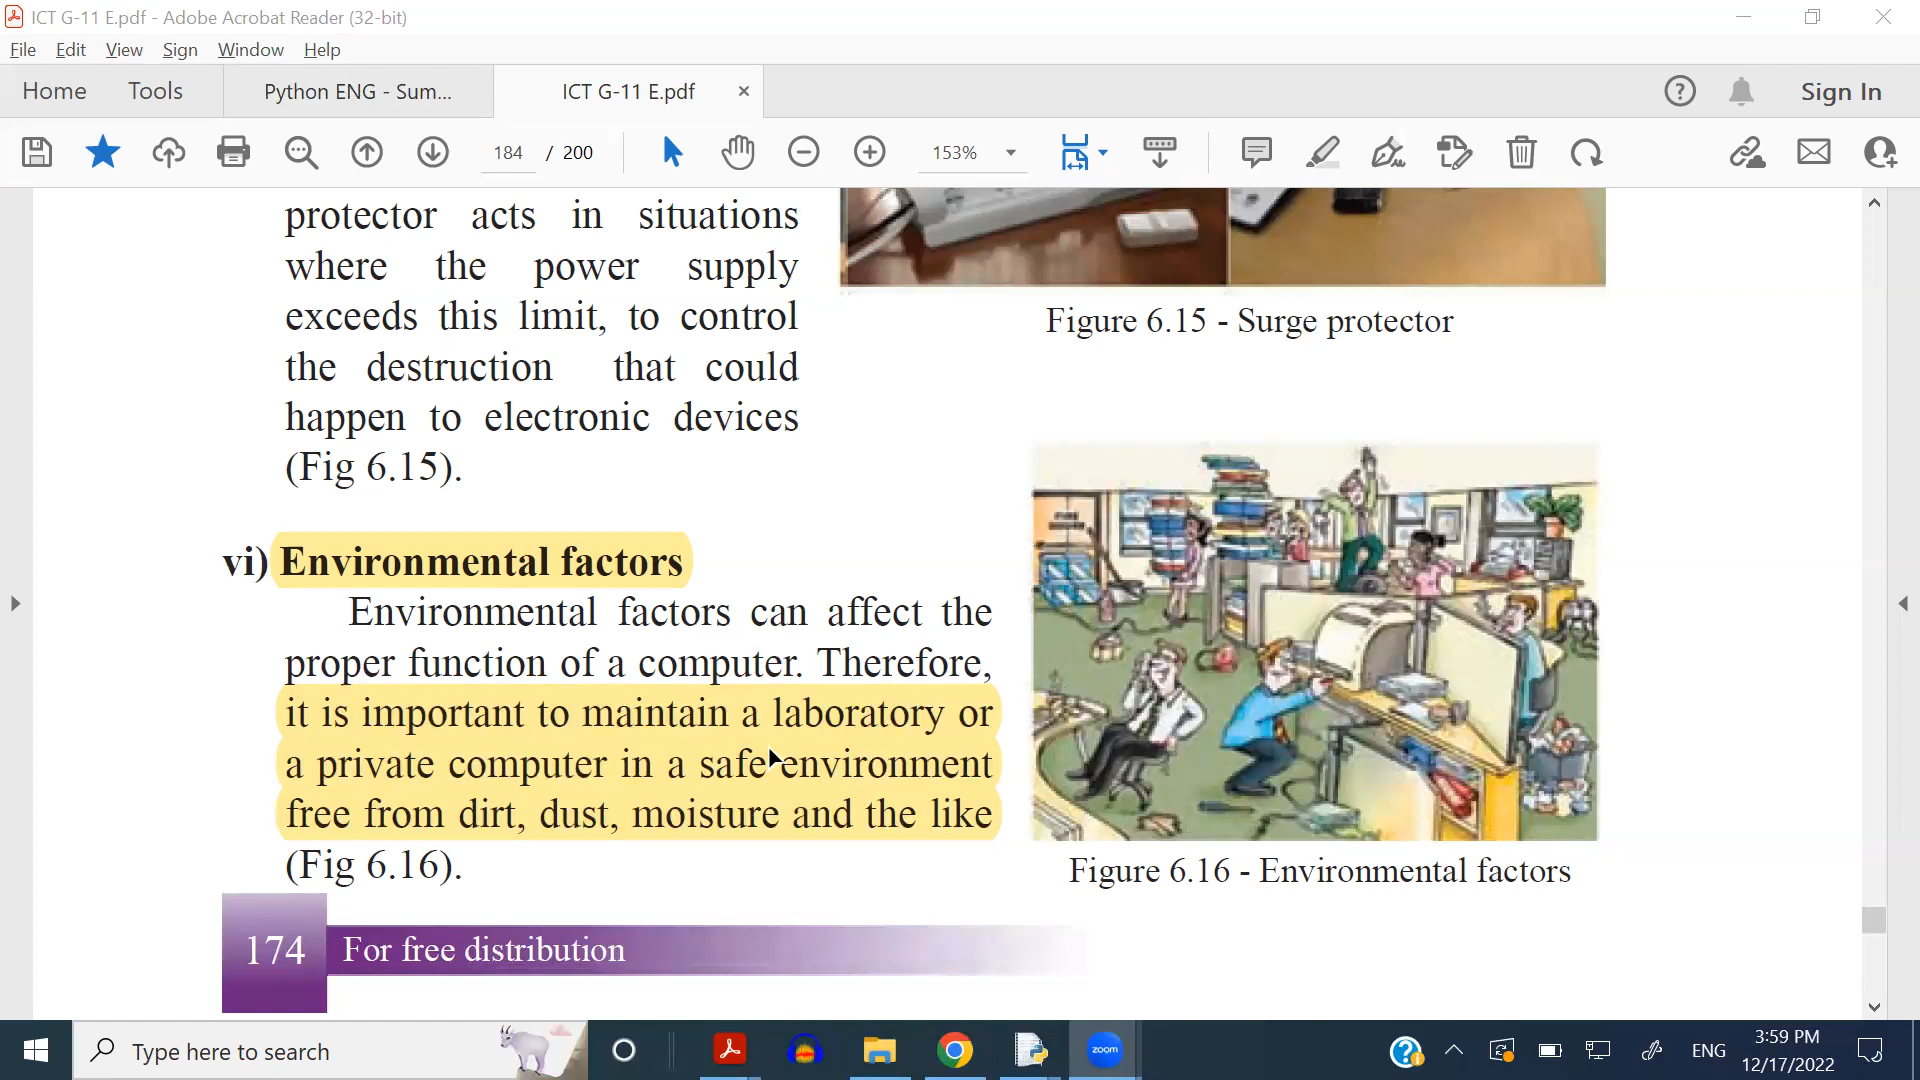 ICT G-11 E.pdf - Adobe Acrobat Reader (32-bit)
File Edit View Sign Window Help
Home Tools Python ENG - Sum... ICT G-11 E.pdf × Sign In
184 / 200 153%
protector acts in situations
where the power supply
exceeds this limit, to control
the destruction that could
happen to electronic devices
(Fig 6.15).
Figure 6.15 - Surge protector
vi) Environmental factors
Environmental factors can affect the
proper function of a computer. Therefore,
it is important to maintain a laboratory or
a private computer in a safe environment
free from dirt, dust, moisture and the like
(Fig 6.16).
Figure 6.16 - Environmental factors
174 For free distribution
Type here to search
zoom
ENG
3:59 PM
12/17/2022